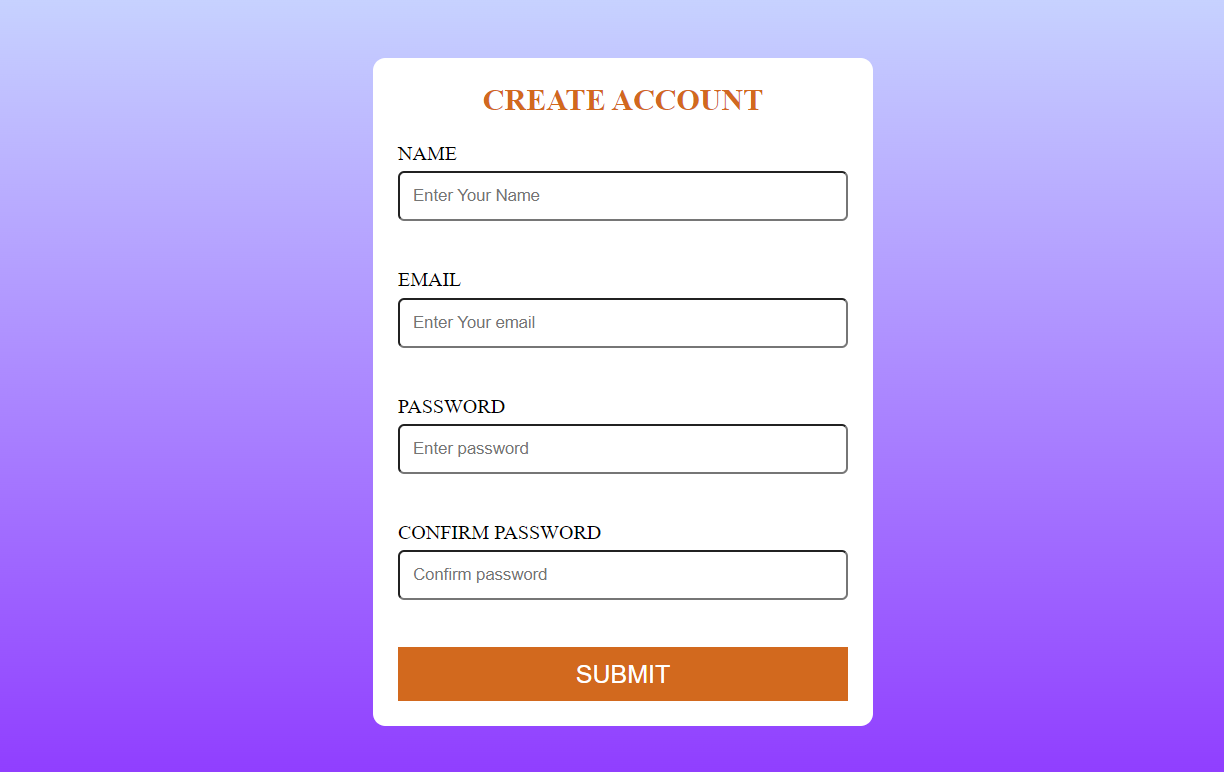 CREATE ACCOUNT
NAME
Enter Your Name
EMAIL
Enter Your email
PASSWORD
Enter password
CONFIRM PASSWORD
Confirm password
SUBMIT